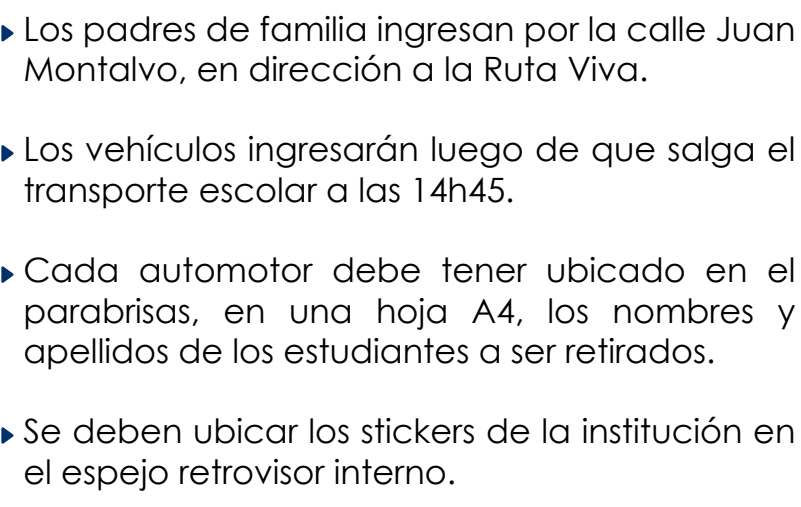 Los padres de familia ingresan por la calle Juan
Montalvo, en dirección a la Ruta Viva.
Los vehículos ingresarán luego de que salga el
transporte escolar a las 14h45.
Cada automotor debe tener ubicado en el
parabrisas, en una hoja A4, los nombres y
apellidos de los estudiantes a ser retirados.
Se deben ubicar los stickers de la institución en
el espejo retrovisor interno.